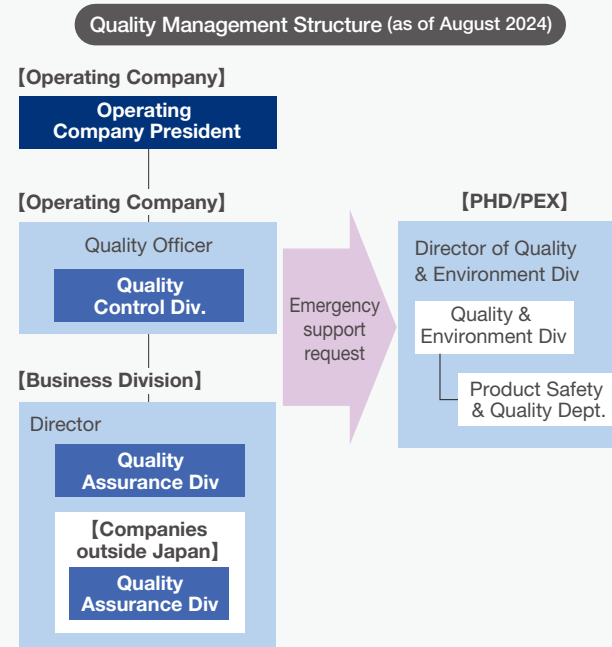 Quality Management Structure (as of August 2024)
【Operating Company】
Operating
Company President
【Operating Company】
Quality Officer
Quality
Control Div.
【Business Division】
Director
Quality
Assurance Div
【Companies
outside Japan】
Quality
Assurance Div
Emergency
support
request
【PHD/PEX】
Director of Quality
& Environment Div
Quality &
Environment Div
Product Safety
& Quality Dept.